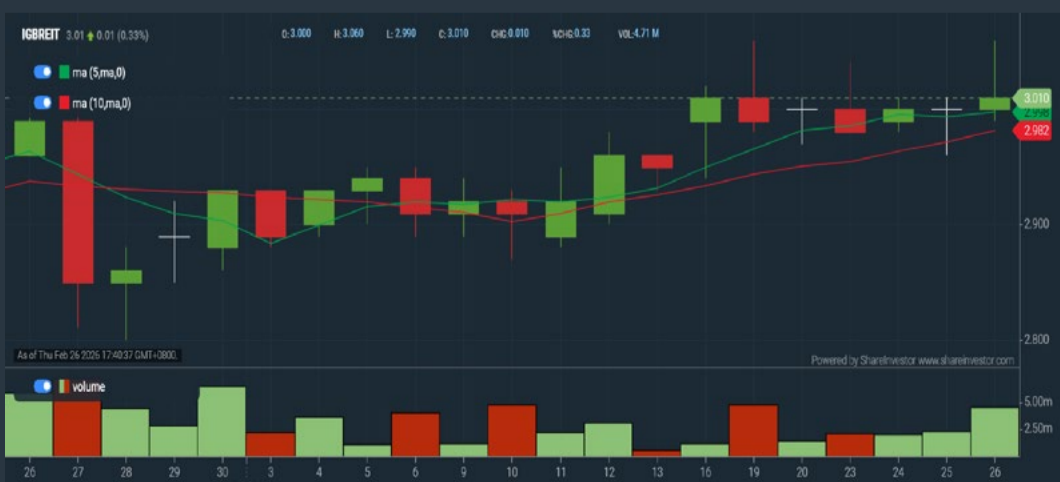 IGBREIT 3.01 0.01 (0.33%) O:3.000 H:3.060 L:2.990 C:3.010 CHG:0.010 %CHG:0.33 VOL:4.71 M
ma (5,ma,0)
ma (10,ma,0)
3.010
2.998
2.982
2.900
2.800
As of Thu Feb 26 2026 17:40:37 GMT+0800,
Powered by ShareInvestor www.shareinvestor.com
volume
5.00m
2.50m
26 27 28 29 30 3 4 5 6 9 10 11 12 13 16 19 20 23 24 25 26